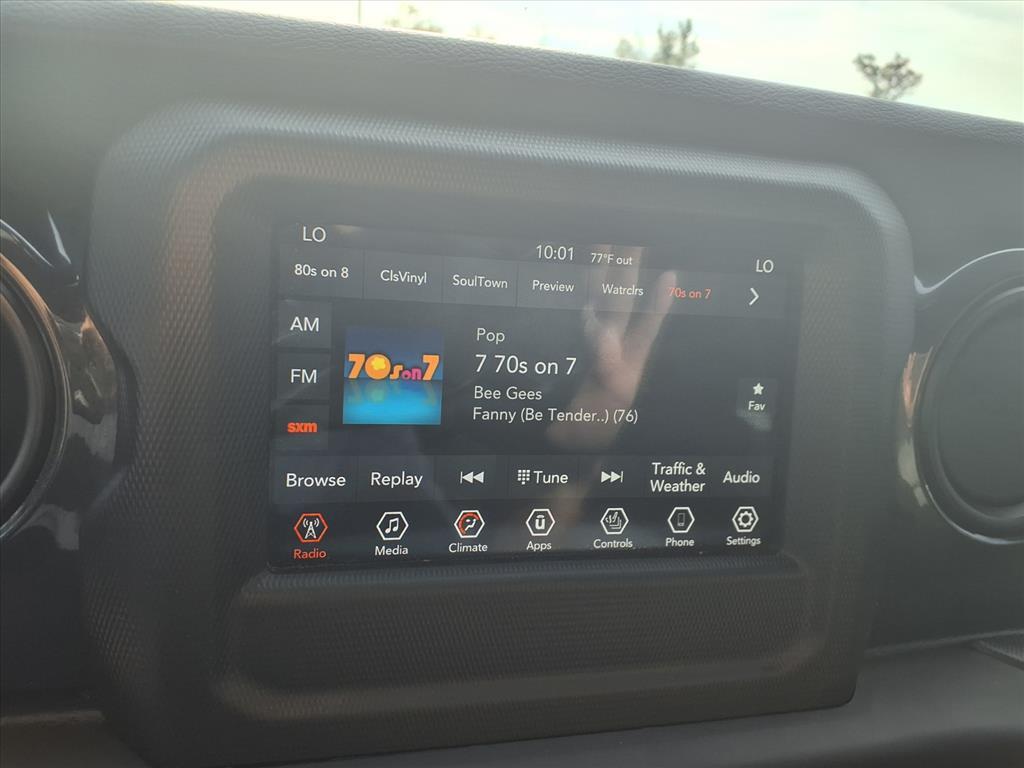 LO
10:01
77°F out
LO
80s on 8
ClsVinyl
SoulTown
Preview
Watrclrs
70s on 7
AM
FM
sxm
70s on 7
Pop
7 70s on 7
Bee Gees
Fanny (Be Tender..) (76)
Fav
Browse
Replay
Tune
Traffic &
Weather
Audio
Radio
Media
Climate
Apps
Controls
Phone
Settings